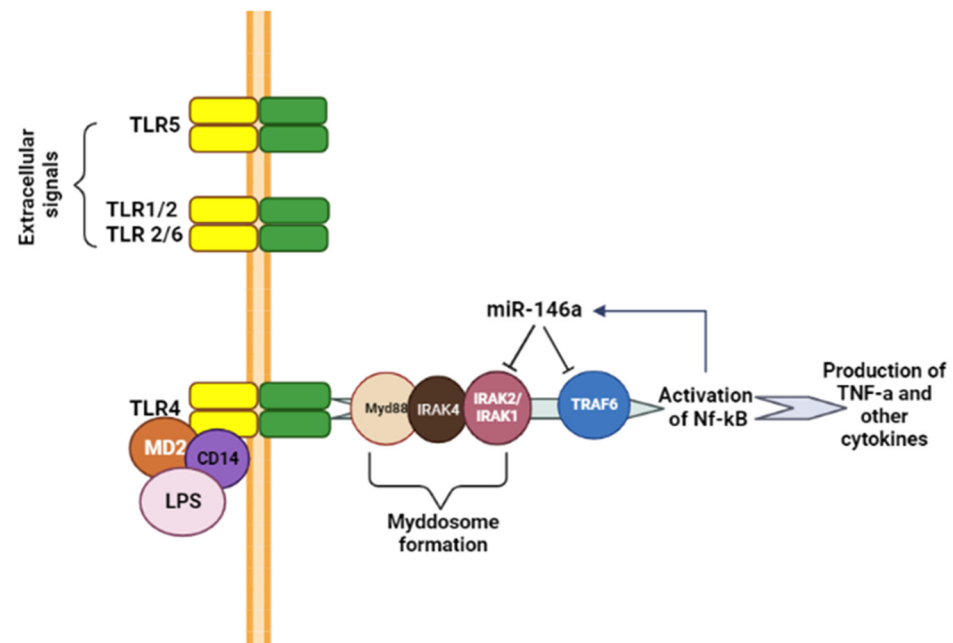 Extracellular
signals
TLR5
TLR1/2
TLR 2/6
TLR4
MD2
CD14
LPS
Myd88
IRAK4
IRAK2/
IRAK1
TRAF6
miR-146a
Myddosome
formation
Activation
of Nf-kB
Production of
TNF-a and
other
cytokines